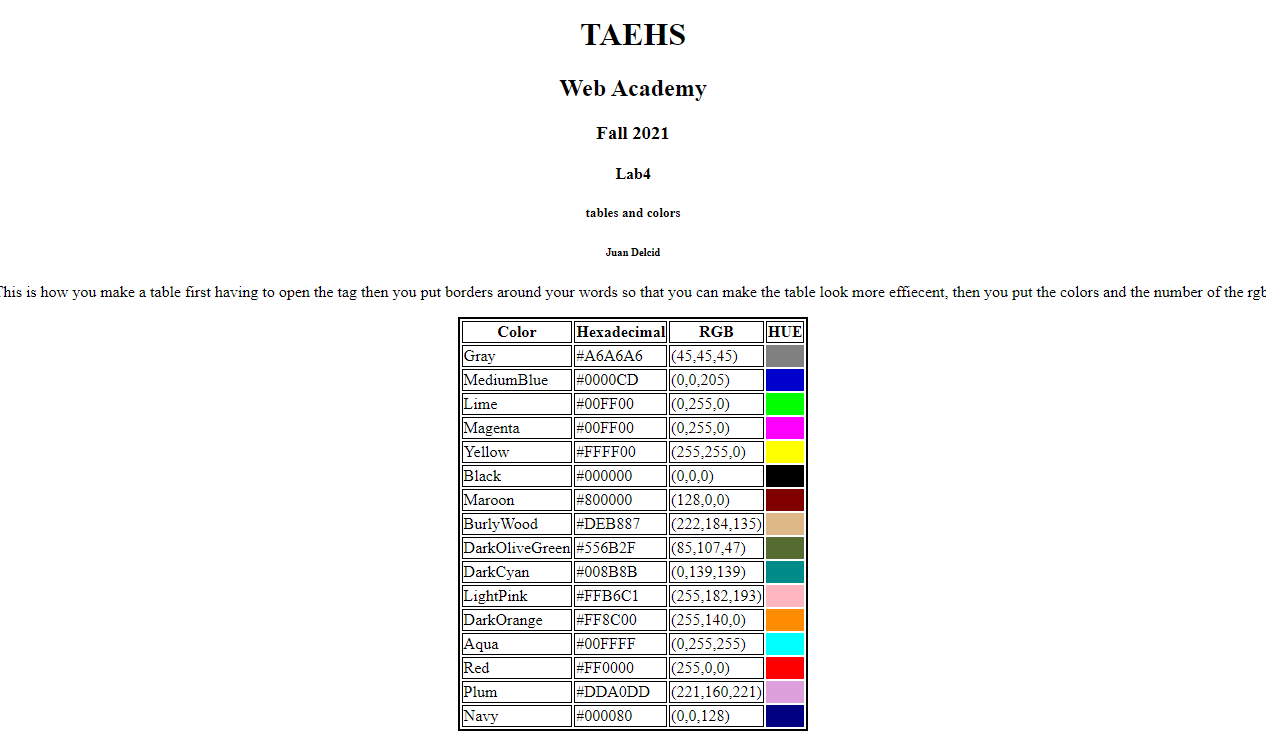 TAEHS
Web Academy
Fall 2021
Lab4
tables and colors
Juan Delcid
This is how you make a table first having to open the tag then you put borders around your words so that you can make the table look more effiecent, then you put the colors and the number of the rgb
Color Hexadecimal RGB HUE
Gray #A6A6A6 (45,45,45)
MediumBlue #0000CD (0,0,205)
Lime #00FF00 (0,255,0)
Magenta #00FF00 (0,255,0)
Yellow #FFFF00 (255,255,0)
Black #000000 (0,0,0)
Maroon #800000 (128,0,0)
BurlyWood #DEB887 (222,184,135)
DarkOliveGreen #556B2F (85,107,47)
DarkCyan #008B8B (0,139,139)
LightPink #FFB6C1 (255,182,193)
DarkOrange #FF8C00 (255,140,0)
Aqua #00FFFF (0,255,255)
Red #FF0000 (255,0,0)
Plum #DDA0DD (221,160,221)
Navy #000080 (0,0,128)